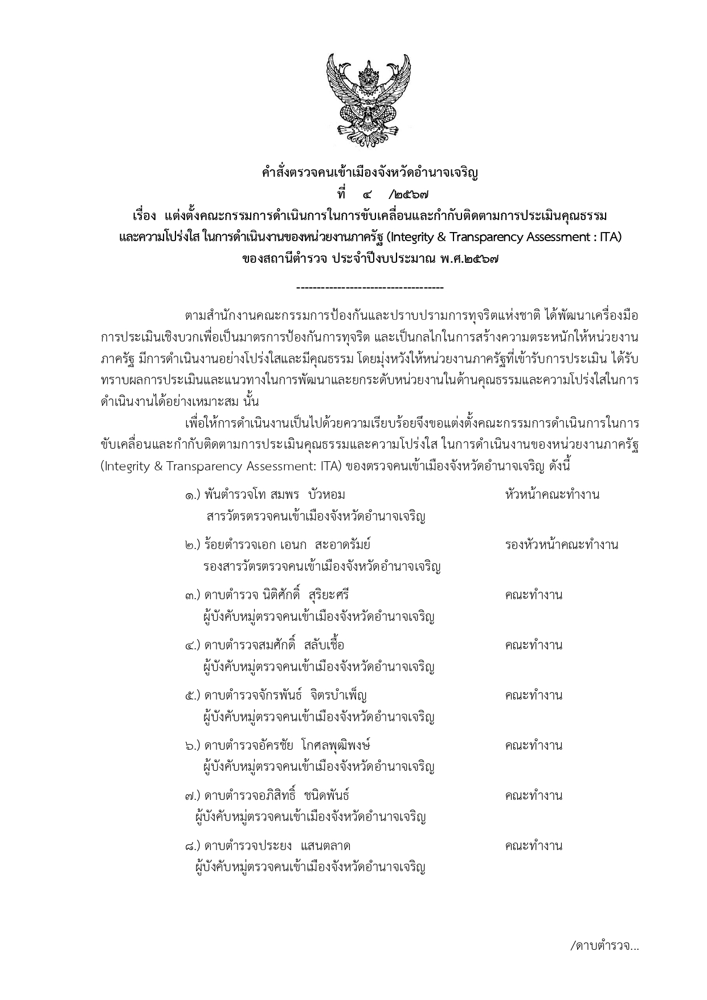 คำสั่งตรวจคนเข้าเมืองจังหวัดอำนาจเจริญ
ที่ ๔ /๒๕๖๗
เรื่อง แต่งตั้งคณะกรรมการดำเนินการในการขับเคลื่อนและกำกับติดตามการประเมินคุณธรรม
และความโปร่งใส ในการดำเนินงานของหน่วยงานภาครัฐ (Integrity & Transparency Assessment : ITA)
ของสถานีตำรวจ ประจำปีงบประมาณ พ.ศ.๒๕๖๗
------------------------------------
ตามสำนักงานคณะกรรมการป้องกันและปราบปรามการทุจริตแห่งชาติ ได้พัฒนาเครื่องมือ
การประเมินเชิงบวกเพื่อเป็นมาตรการป้องกันการทุจริต และเป็นกลไกในการสร้างความตระหนักให้หน่วยงาน
ภาครัฐ มีการดำเนินงานอย่างโปร่งใสและมีคุณธรรม โดยมุ่งหวังให้หน่วยงานภาครัฐที่เข้ารับการประเมิน ได้รับ
ทราบผลการประเมินและแนวทางในการพัฒนาและยกระดับหน่วยงานในด้านคุณธรรมและความโปร่งใสในการ
ดำเนินงานได้อย่างเหมาะสม นั้น
เพื่อให้การดำเนินงานเป็นไปด้วยความเรียบร้อยจึงขอแต่งตั้งคณะกรรมการดำเนินการในการ
ขับเคลื่อนและกำกับติดตามการประเมินคุณธรรมและความโปร่งใส ในการดำเนินงานของหน่วยงานภาครัฐ
(Integrity & Transparency Assessment: ITA) ของตรวจคนเข้าเมืองจังหวัดอำนาจเจริญ ดังนี้
๑.) พันตำรวจโท สมพร บัวหอม หัวหน้าคณะทำงาน
สารวัตรตรวจคนเข้าเมืองจังหวัดอำนาจเจริญ
๒.) ร้อยตำรวจเอก เอนก สะอาดรัมย์ รองหัวหน้าคณะทำงาน
รองสารวัตรตรวจคนเข้าเมืองจังหวัดอำนาจเจริญ
๓.) ดาบตำรวจ นิติศักดิ์ สุริยะศรี คณะทำงาน
ผู้บังคับหมู่ตรวจคนเข้าเมืองจังหวัดอำนาจเจริญ
๔.) ดาบตำรวจสมศักดิ์ สลับเชื้อ คณะทำงาน
ผู้บังคับหมู่ตรวจคนเข้าเมืองจังหวัดอำนาจเจริญ
๕.) ดาบตำรวจจักรพันธ์ จิตรบำเพ็ญ คณะทำงาน
ผู้บังคับหมู่ตรวจคนเข้าเมืองจังหวัดอำนาจเจริญ
๖.) ดาบตำรวจอัครชัย โกศลพุฒิพงษ์ คณะทำงาน
ผู้บังคับหมู่ตรวจคนเข้าเมืองจังหวัดอำนาจเจริญ
๗.) ดาบตำรวจอภิสิทธิ์ ชนิดพันธ์ คณะทำงาน
ผู้บังคับหมู่ตรวจคนเข้าเมืองจังหวัดอำนาจเจริญ
๘.) ดาบตำรวจประยง แสนตลาด คณะทำงาน
ผู้บังคับหมู่ตรวจคนเข้าเมืองจังหวัดอำนาจเจริญ
/ดาบตำรวจ...